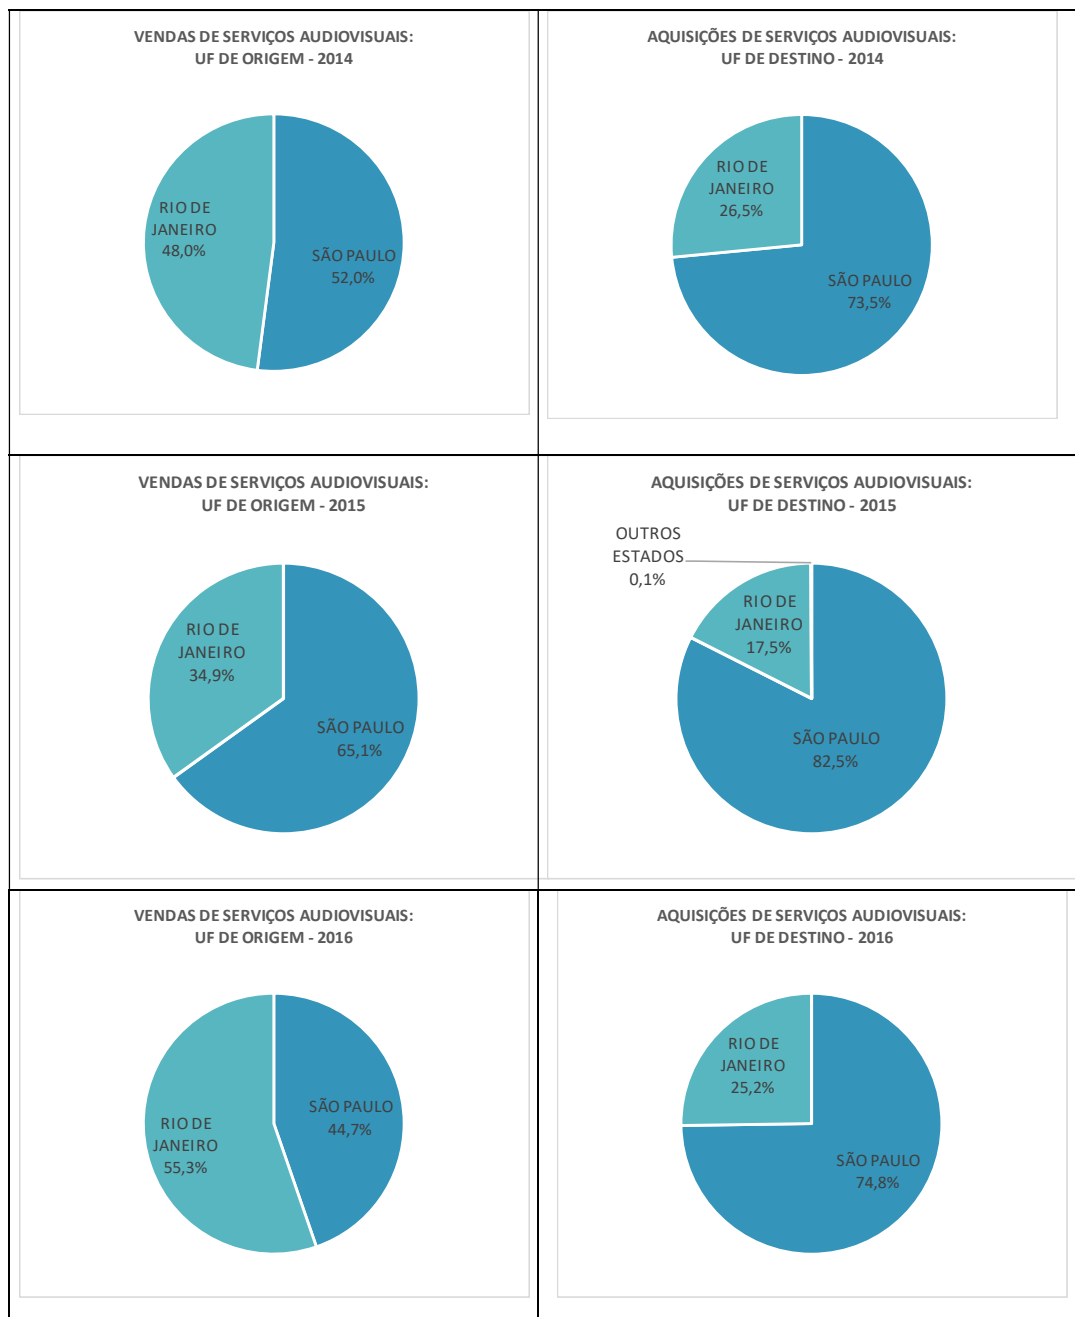 VENDAS DE SERVIÇOS AUDIOVISUAIS:
UF DE ORIGEM - 2014
RIO DE
JANEIRO
48,0%
SÃO PAULO
52,0%
AQUISIÇÕES DE SERVIÇOS AUDIOVISUAIS:
UF DE DESTINO - 2014
RIO DE
JANEIRO
26,5%
SÃO PAULO
73,5%
VENDAS DE SERVIÇOS AUDIOVISUAIS:
UF DE ORIGEM - 2015
RIO DE
JANEIRO
34,9%
SÃO PAULO
65,1%
AQUISIÇÕES DE SERVIÇOS AUDIOVISUAIS:
UF DE DESTINO - 2015
OUTROS
ESTADOS
0,1%
RIO DE
JANEIRO
17,5%
SÃO PAULO
82,5%
VENDAS DE SERVIÇOS AUDIOVISUAIS:
UF DE ORIGEM - 2016
SÃO PAULO
44,7%
RIO DE
JANEIRO
55,3%
AQUISIÇÕES DE SERVIÇOS AUDIOVISUAIS:
UF DE DESTINO - 2016
RIO DE
JANEIRO
25,2%
SÃO PAULO
74,8%